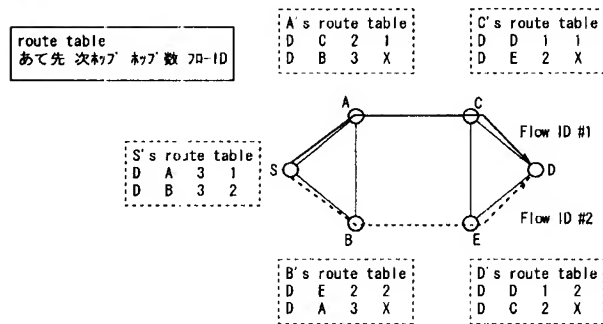 route table
あて先 次ホップ ホップ数 フローID
A's route table
D C 2 1
D B 3 X
C's route table
D D 1 1
D E 2 X
A
C
Flow ID #1
S's route table
D A 3 1
D B 3 2
S
D
B
E
Flow ID #2
B's route table
D E 2 2
D A 3 X
D's route table
D D 1 2
D C 2 X